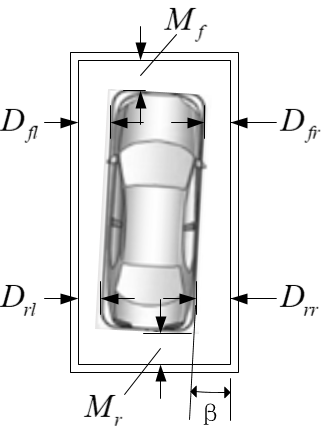 M_f
D_fl D_fr
D_rl D_rr
M_r β